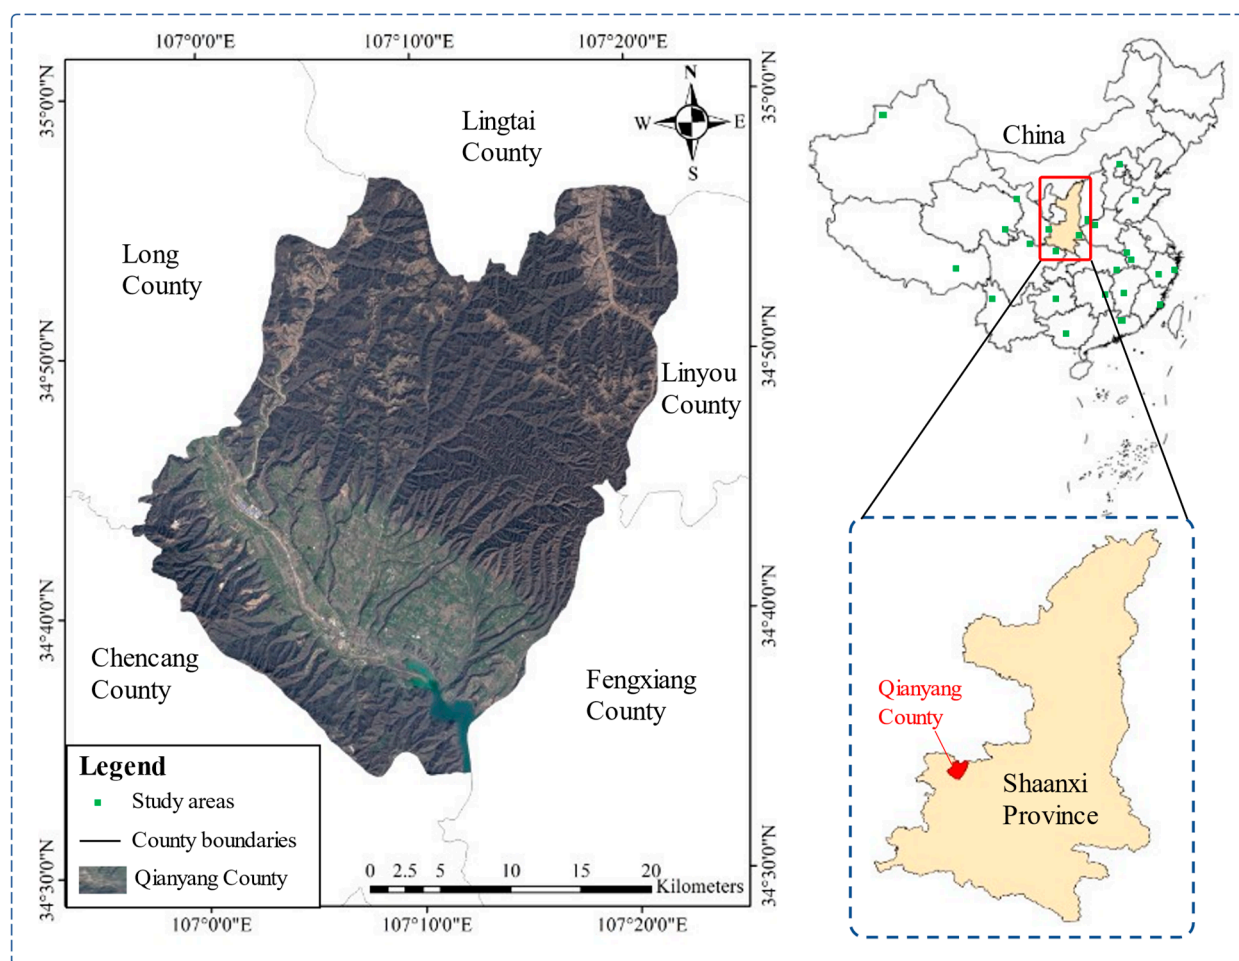 107°0'0"E
107°10'0"E
107°20'0"E
35°0'0"N
34°50'0"N
34°40'0"N
34°30'0"N
35°0'0"N
34°50'0"N
34°40'0"N
34°30'0"N
N
W
E
S
Lingtai
County
Long
County
Linyou
County
Chencang
County
Fengxiang
County
Legend
Study areas
County boundaries
Qianyang County
0 2.5 5 10 15 20
Kilometers
107°0'0"E
107°10'0"E
107°20'0"E
China
Qianyang
County
Shaanxi
Province